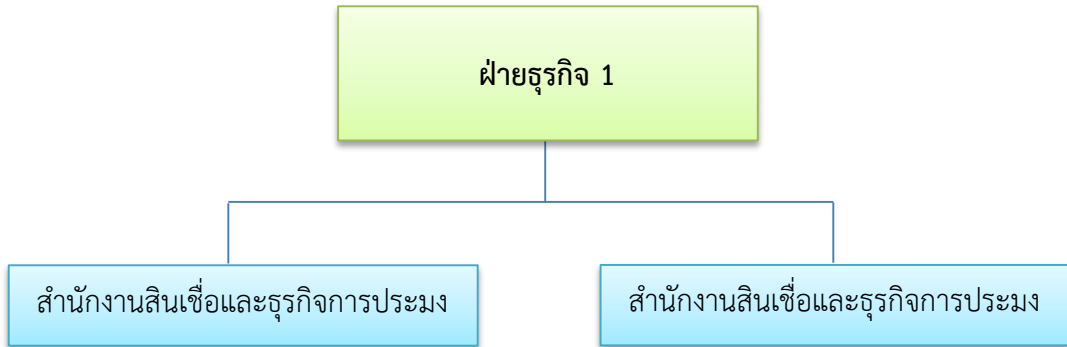 ฝ่ายธุรกิจ 1
สำนักงานสินเชื่อและธุรกิจการประมง
สำนักงานสินเชื่อและธุรกิจการประมง